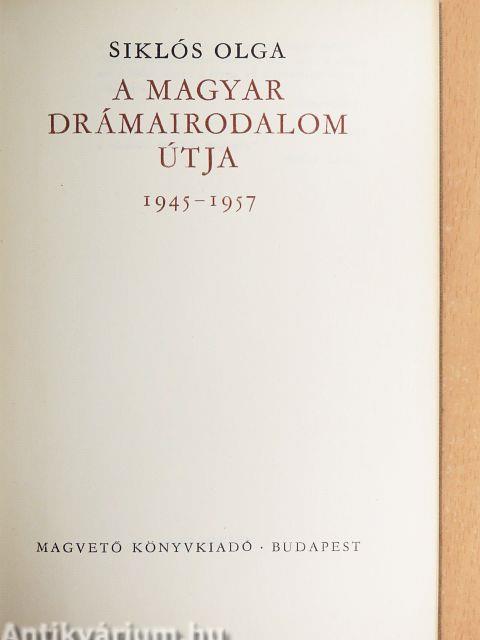 SIKLÓS OLGA
A MAGYAR
DRÁMAIRODALOM
ÚTJA
1945–1957
MAGVETŐ KÖNYVKIADÓ · BUDAPEST
Antikvárium.hu